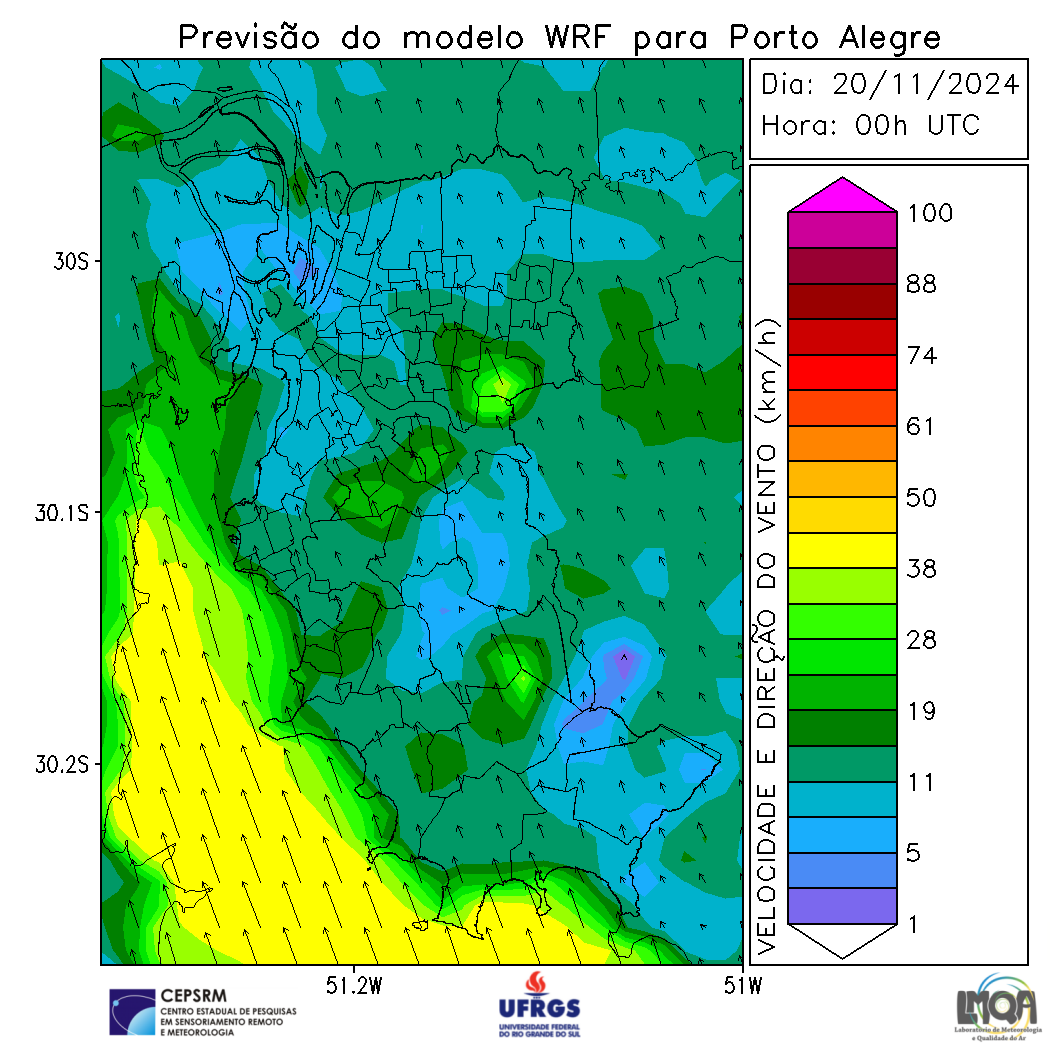 Previsão do modelo WRF para Porto Alegre
Dia: 20/11/2024
Hora: 00h UTC
30S
30.1S
30.2S
51.2W
51W
VELOCIDADE E DIREÇÃO DO VENTO (km/h)
100
88
74
61
50
38
28
19
11
5
1
CEPSRM
CENTRO ESTADUAL DE PESQUISAS
EM SENSORIAMENTO REMOTO
E METEOROLOGIA
UFRGS
UNIVERSIDADE FEDERAL
DO RIO GRANDE DO SUL
LMQA
Laboratório de Meteorologia
e Qualidade do Ar